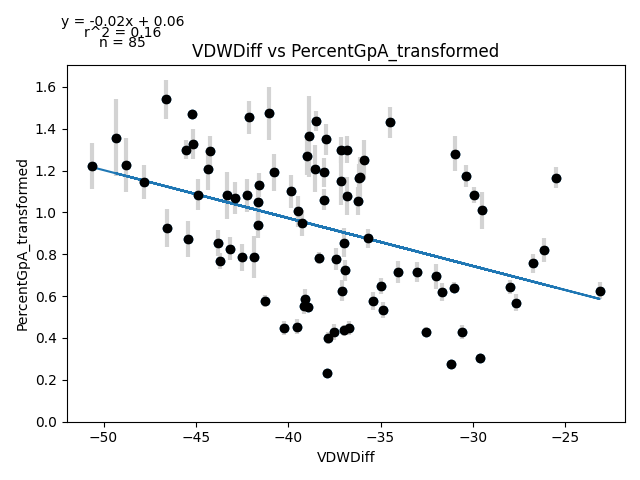 y = -0.02x + 0.06
r^2 = 0.16
n = 85
VDWDiff vs PercentGpA_transformed
PercentGpA_transformed
1.6
1.4
1.2
1.0
0.8
0.6
0.4
0.2
0.0
−50
−45
−40
−35
−30
−25
VDWDiff